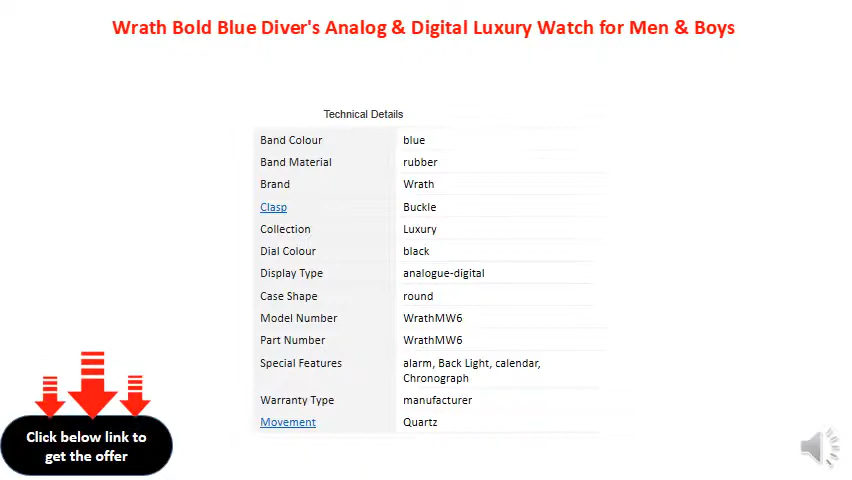 Wrath Bold Blue Diver's Analog & Digital Luxury Watch for Men & Boys
Technical Details
Band Colour blue
Band Material rubber
Brand Wrath
Clasp Buckle
Collection Luxury
Dial Colour black
Display Type analogue-digital
Case Shape round
Model Number WrathMW6
Part Number WrathMW6
Special Features alarm, Back Light, calendar,
Chronograph
Warranty Type manufacturer
Movement Quartz
Click below link to
get the offer